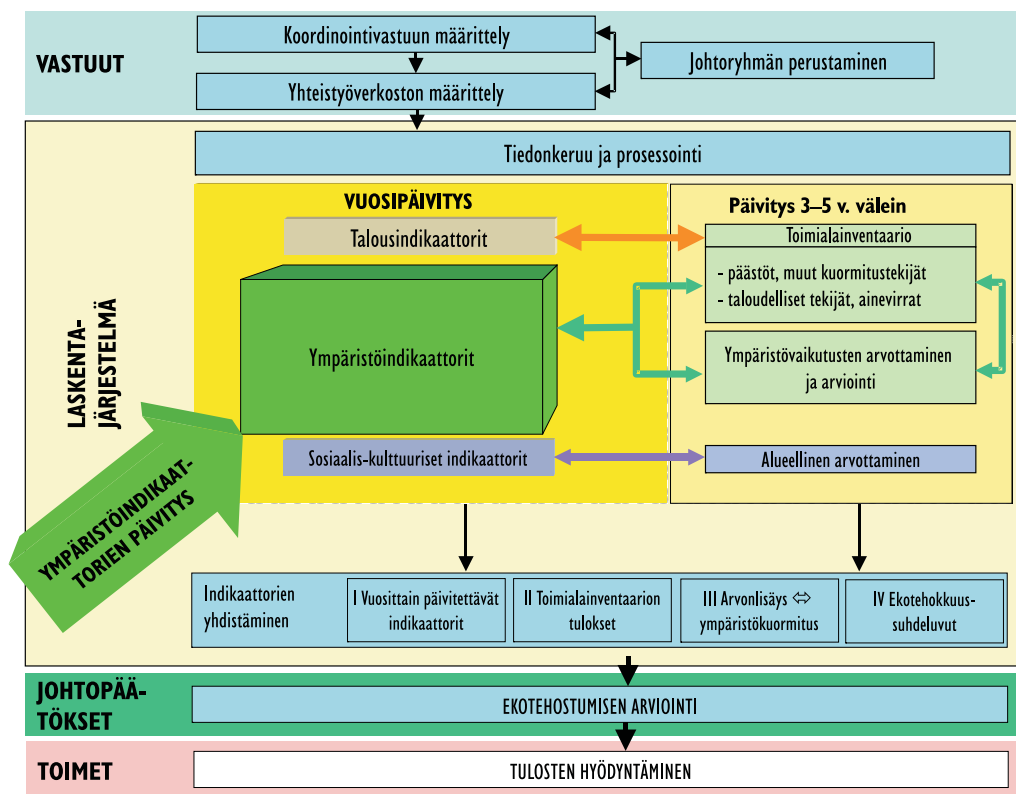 VASTUUT
Koordinointivastuun määrittely
Johtoryhmän perustaminen
Yhteistyöverkoston määrittely
LASKENTA-
JÄRJESTELMÄ
Tiedonkeruu ja prosessointi
VUOSIPÄIVITYS
Talousindikaattorit
Ympäristöindikaattorit
Sosiaalis-kulttuuriset indikaattorit
Päivitys 3–5 v. välein
Toimialainventaario
- päästöt, muut kuormitustekijät
- taloudelliset tekijät, ainevirrat
Ympäristövaikutusten arvottaminen
ja arviointi
Alueellinen arvottaminen
YMPÄRISTÖINDIKAAT-
TORIEN PÄIVITYS
Indikaattorien
yhdistäminen
I Vuosittain päivitettävät
indikaattorit
II Toimialainventaarion
tulokset
III Arvonlisäys ⇔
ympäristökuormitus
IV Ekotehokkuus-
suhdeluvut
JOHTOPÄÄ-
TÖKSET
EKOTEHOSTUMISEN ARVIOINTI
TOIMET
TULOSTEN HYÖDYNTÄMINEN